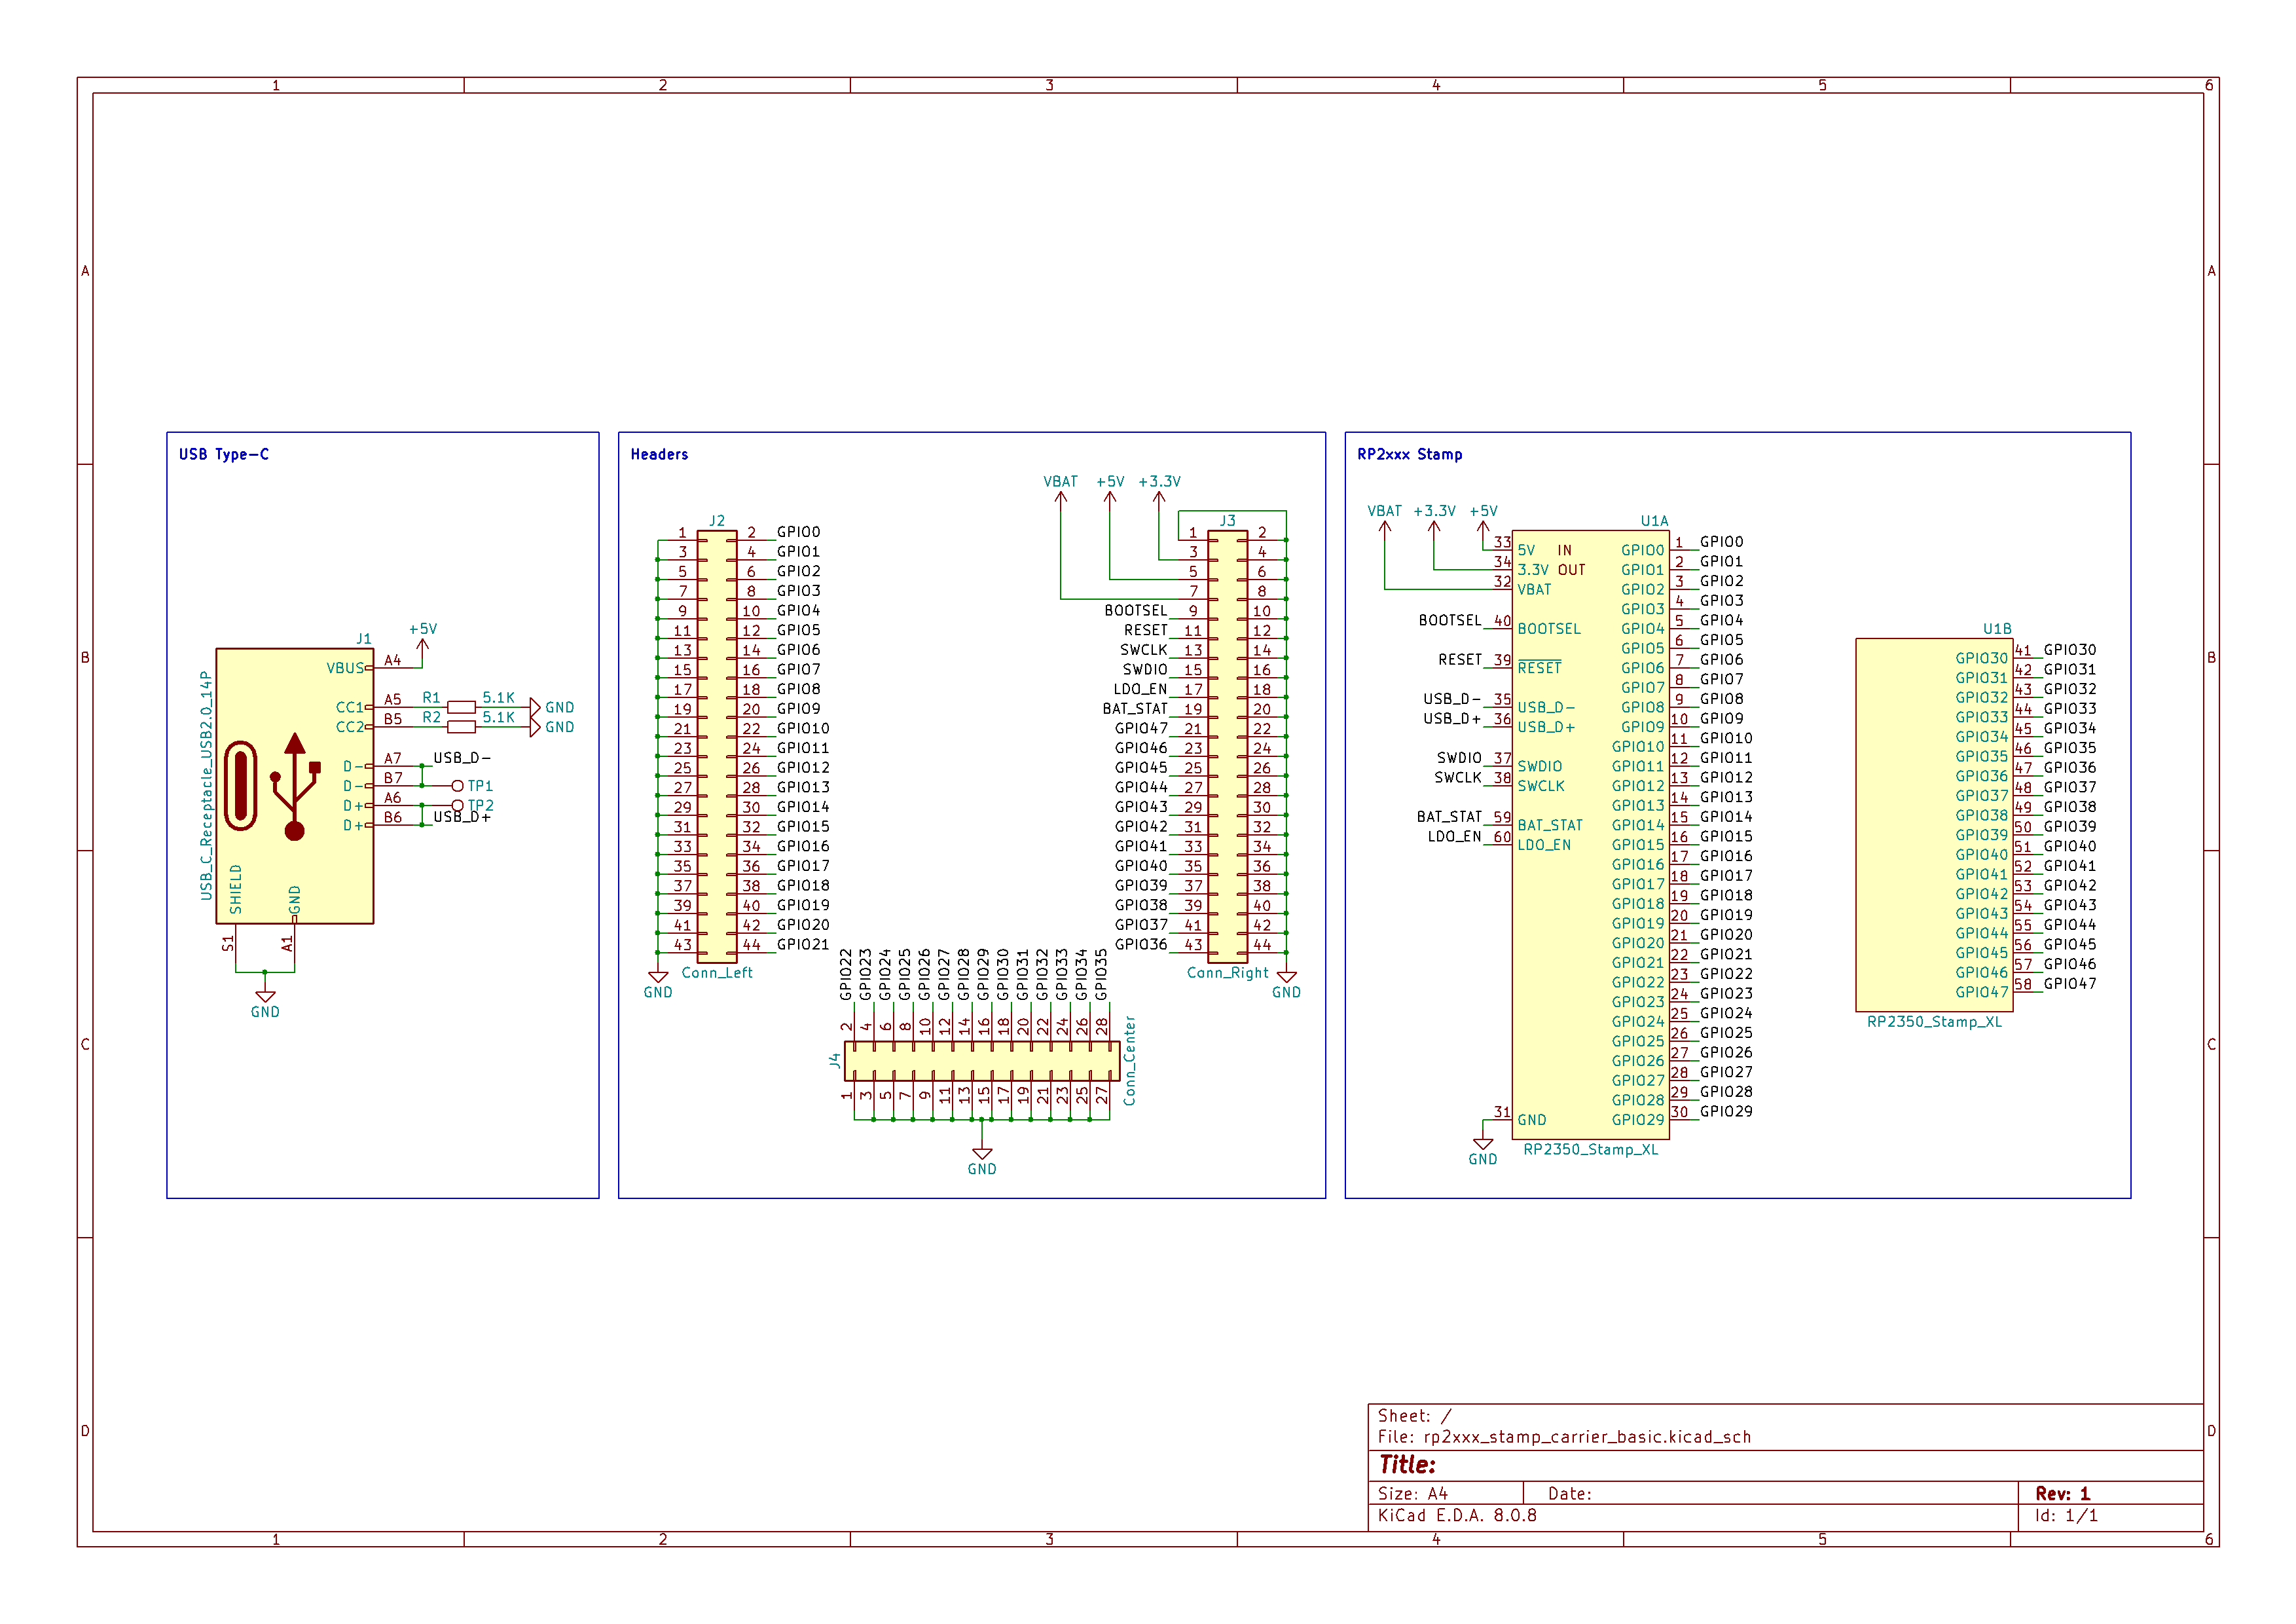 1 2 3 4 5 6
A A
B B
C C
D D
USB Type-C
J1
USB_C_Receptacle_USB2.0_14P
+5V
VBUS A4
CC1 A5 R1 5.1K GND
CC2 B5 R2 5.1K GND
D- A7 USB_D-
D- B7 TP1
D+ A6 TP2
D+ B6 USB_D+
SHIELD GND
S1 A1
GND
Headers
J2
1 2 GPIO0
3 4 GPIO1
5 6 GPIO2
7 8 GPIO3
9 10 GPIO4
11 12 GPIO5
13 14 GPIO6
15 16 GPIO7
17 18 GPIO8
19 20 GPIO9
21 22 GPIO10
23 24 GPIO11
25 26 GPIO12
27 28 GPIO13
29 30 GPIO14
31 32 GPIO15
33 34 GPIO16
35 36 GPIO17
37 38 GPIO18
39 40 GPIO19
41 42 GPIO20
43 44 GPIO21
Conn_Left
GND
VBAT +5V +3.3V
J3
1 2
3 4
5 6
7 8
BOOTSEL 9 10
RESET 11 12
SWCLK 13 14
SWDIO 15 16
LDO_EN 17 18
BAT_STAT 19 20
GPIO47 21 22
GPIO46 23 24
GPIO45 25 26
GPIO44 27 28
GPIO43 29 30
GPIO42 31 32
GPIO41 33 34
GPIO40 35 36
GPIO39 37 38
GPIO38 39 40
GPIO37 41 42
GPIO36 43 44
Conn_Right
GND
GPIO22 GPIO23 GPIO24 GPIO25 GPIO26 GPIO27 GPIO28 GPIO29 GPIO30 GPIO31 GPIO32 GPIO33 GPIO34 GPIO35
2 4 6 8 10 12 14 16 18 20 22 24 26 28
J4
Conn_Center
1 3 5 7 9 11 13 15 17 19 21 23 25 27
GND
RP2xxx Stamp
VBAT +3.3V +5V
U1A
33 5V IN
34 3.3V OUT
32 VBAT
BOOTSEL 40 BOOTSEL
RESET 39 RESET
USB_D- 35 USB_D-
USB_D+ 36 USB_D+
SWDIO 37 SWDIO
SWCLK 38 SWCLK
BAT_STAT 59 BAT_STAT
LDO_EN 60 LDO_EN
31 GND
GND
GPIO0 1 GPIO0
GPIO1 2 GPIO1
GPIO2 3 GPIO2
GPIO3 4 GPIO3
GPIO4 5 GPIO4
GPIO5 6 GPIO5
GPIO6 7 GPIO6
GPIO7 8 GPIO7
GPIO8 9 GPIO8
GPIO9 10 GPIO9
GPIO10 11 GPIO10
GPIO11 12 GPIO11
GPIO12 13 GPIO12
GPIO13 14 GPIO13
GPIO14 15 GPIO14
GPIO15 16 GPIO15
GPIO16 17 GPIO16
GPIO17 18 GPIO17
GPIO18 19 GPIO18
GPIO19 20 GPIO19
GPIO20 21 GPIO20
GPIO21 22 GPIO21
GPIO22 23 GPIO22
GPIO23 24 GPIO23
GPIO24 25 GPIO24
GPIO25 26 GPIO25
GPIO26 27 GPIO26
GPIO27 28 GPIO27
GPIO28 29 GPIO28
GPIO29 30 GPIO29
RP2350_Stamp_XL
U1B
GPIO30 41 GPIO30
GPIO31 42 GPIO31
GPIO32 43 GPIO32
GPIO33 44 GPIO33
GPIO34 45 GPIO34
GPIO35 46 GPIO35
GPIO36 47 GPIO36
GPIO37 48 GPIO37
GPIO38 49 GPIO38
GPIO39 50 GPIO39
GPIO40 51 GPIO40
GPIO41 52 GPIO41
GPIO42 53 GPIO42
GPIO43 54 GPIO43
GPIO44 55 GPIO44
GPIO45 56 GPIO45
GPIO46 57 GPIO46
GPIO47 58 GPIO47
RP2350_Stamp_XL
Sheet: /
File: rp2xxx_stamp_carrier_basic.kicad_sch
Title:
Size: A4 Date: Rev: 1
KiCad E.D.A. 8.0.8 Id: 1/1
1 2 3 4 5 6